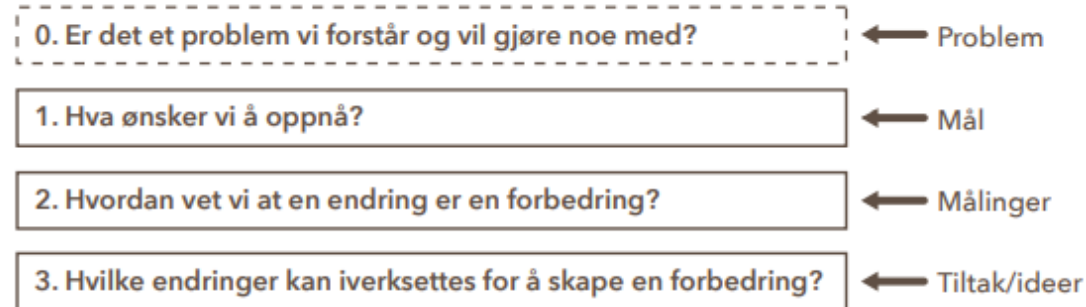 0. Er det et problem vi forstår og vil gjøre noe med? Problem
1. Hva ønsker vi å oppnå? Mål
2. Hvordan vet vi at en endring er en forbedring? Målinger
3. Hvilke endringer kan iverksettes for å skape en forbedring? Tiltak/ideer